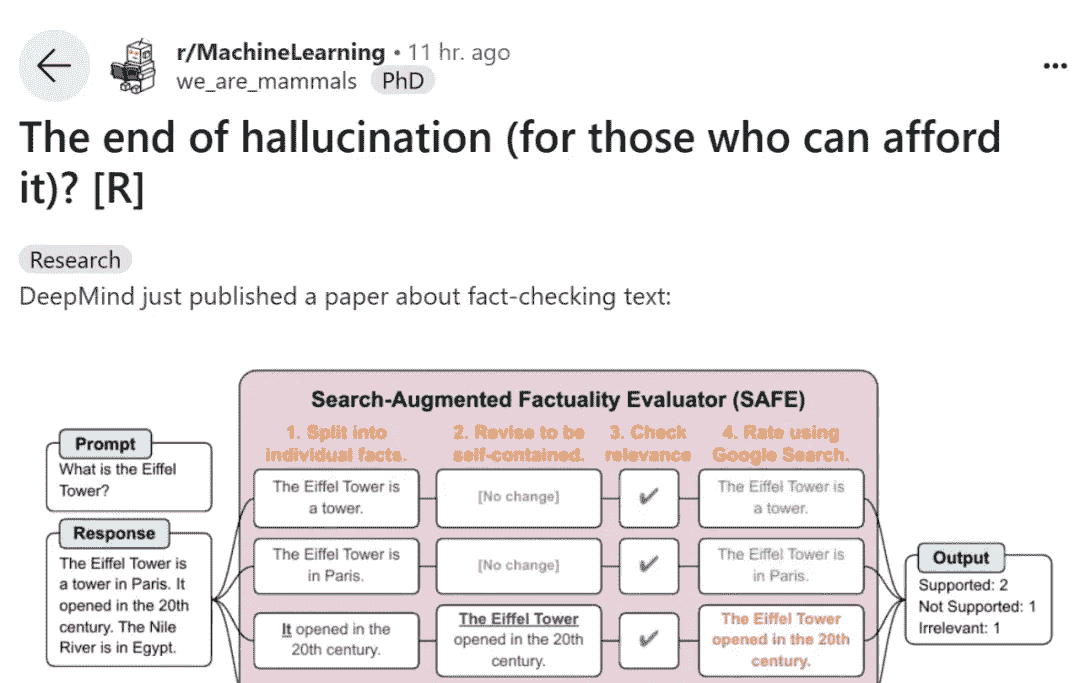 r/MachineLearning • 11 hr. ago
we_are_mammals PhD
The end of hallucination (for those who can afford
it)? [R]
Research
DeepMind just published a paper about fact-checking text:
Search-Augmented Factuality Evaluator (SAFE)
1. Split into
individual facts.
2. Revise to be
self-contained.
3. Check
relevance
4. Rate using
Google Search.
Prompt
What is the Eiffel
Tower?
Response
The Eiffel Tower is
a tower in Paris. It
opened in the 20th
century. The Nile
River is in Egypt.
The Eiffel Tower is
a tower.
[No change]
The Eiffel Tower is
a tower.
The Eiffel Tower is
in Paris.
[No change]
The Eiffel Tower is
in Paris.
It opened in the
20th century.
The Eiffel Tower
opened in the 20th
century.
The Eiffel Tower
opened in the 20th
century.
Output
Supported: 2
Not Supported: 1
Irrelevant: 1